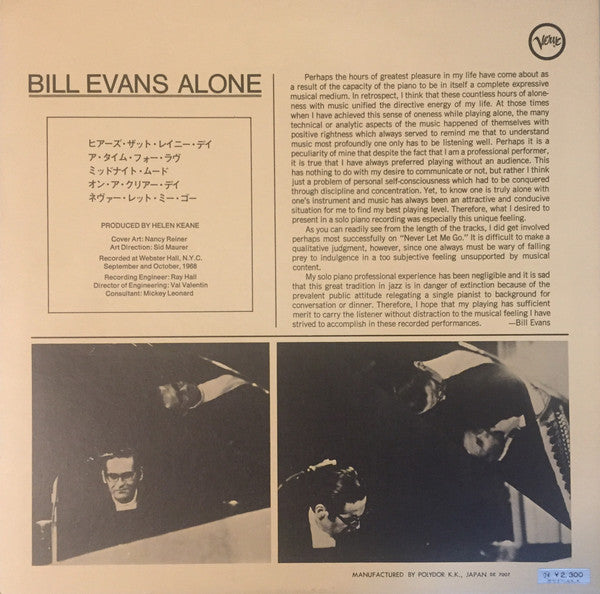 Verve
BILL EVANS ALONE
ヒアーズ・ザット・レイニー・デイ
ア・タイム・フォー・ラヴ
ミッドナイト・ムード
オン・ア・クリアー・デイ
ネヴァー・レット・ミー・ゴー
PRODUCED BY HELEN KEANE
Cover Art: Nancy Reiner
Art Direction: Sid Maurer
Recorded at Webster Hall, N.Y.C.
September and October, 1968
Recording Engineer: Ray Hall
Director of Engineering: Val Valentin
Consultant: Mickey Leonard
Perhaps the hours of greatest pleasure in my life have come about as
a result of the capacity of the piano to be in itself a complete expressive
musical medium. In retrospect, I think that these countless hours of alone-
ness with music unified the directive energy of my life. At those times
when I have achieved this sense of oneness while playing alone, the many
technical or analytic aspects of the music happened of themselves with
positive rightness which always served to remind me that to understand
music most profoundly one only has to be listening well. Perhaps it is a
peculiarity of mine that despite the fact that I am a professional performer,
it is true that I have always preferred playing without an audience. This
has nothing to do with my desire to communicate or not, but rather I think
just a problem of personal self-consciousness which had to be conquered
through discipline and concentration. Yet, to know one is truly alone with
one's instrument and music has always been an attractive and conducive
situation for me to find my best playing level. Therefore, what I desired to
present in a solo piano recording was especially this unique feeling.
As you can readily see from the length of the tracks, I did get involved
perhaps most successfully on "Never Let Me Go." It is difficult to make a
qualitative judgment, however, since one always must be wary of falling
prey to indulgence in a too subjective feeling unsupported by musical
content.
My solo piano professional experience has been negligible and it is sad
that this great tradition in jazz is in danger of extinction because of the
prevalent public attitude relegating a single pianist to background for
conversation or dinner. Therefore, I hope that my playing has sufficient
merit to carry the listener without distraction to the musical feeling I have
strived to accomplish in these recorded performances. —Bill Evans
MANUFACTURED BY POLYDOR K.K., JAPAN DE 7007
¥2,300